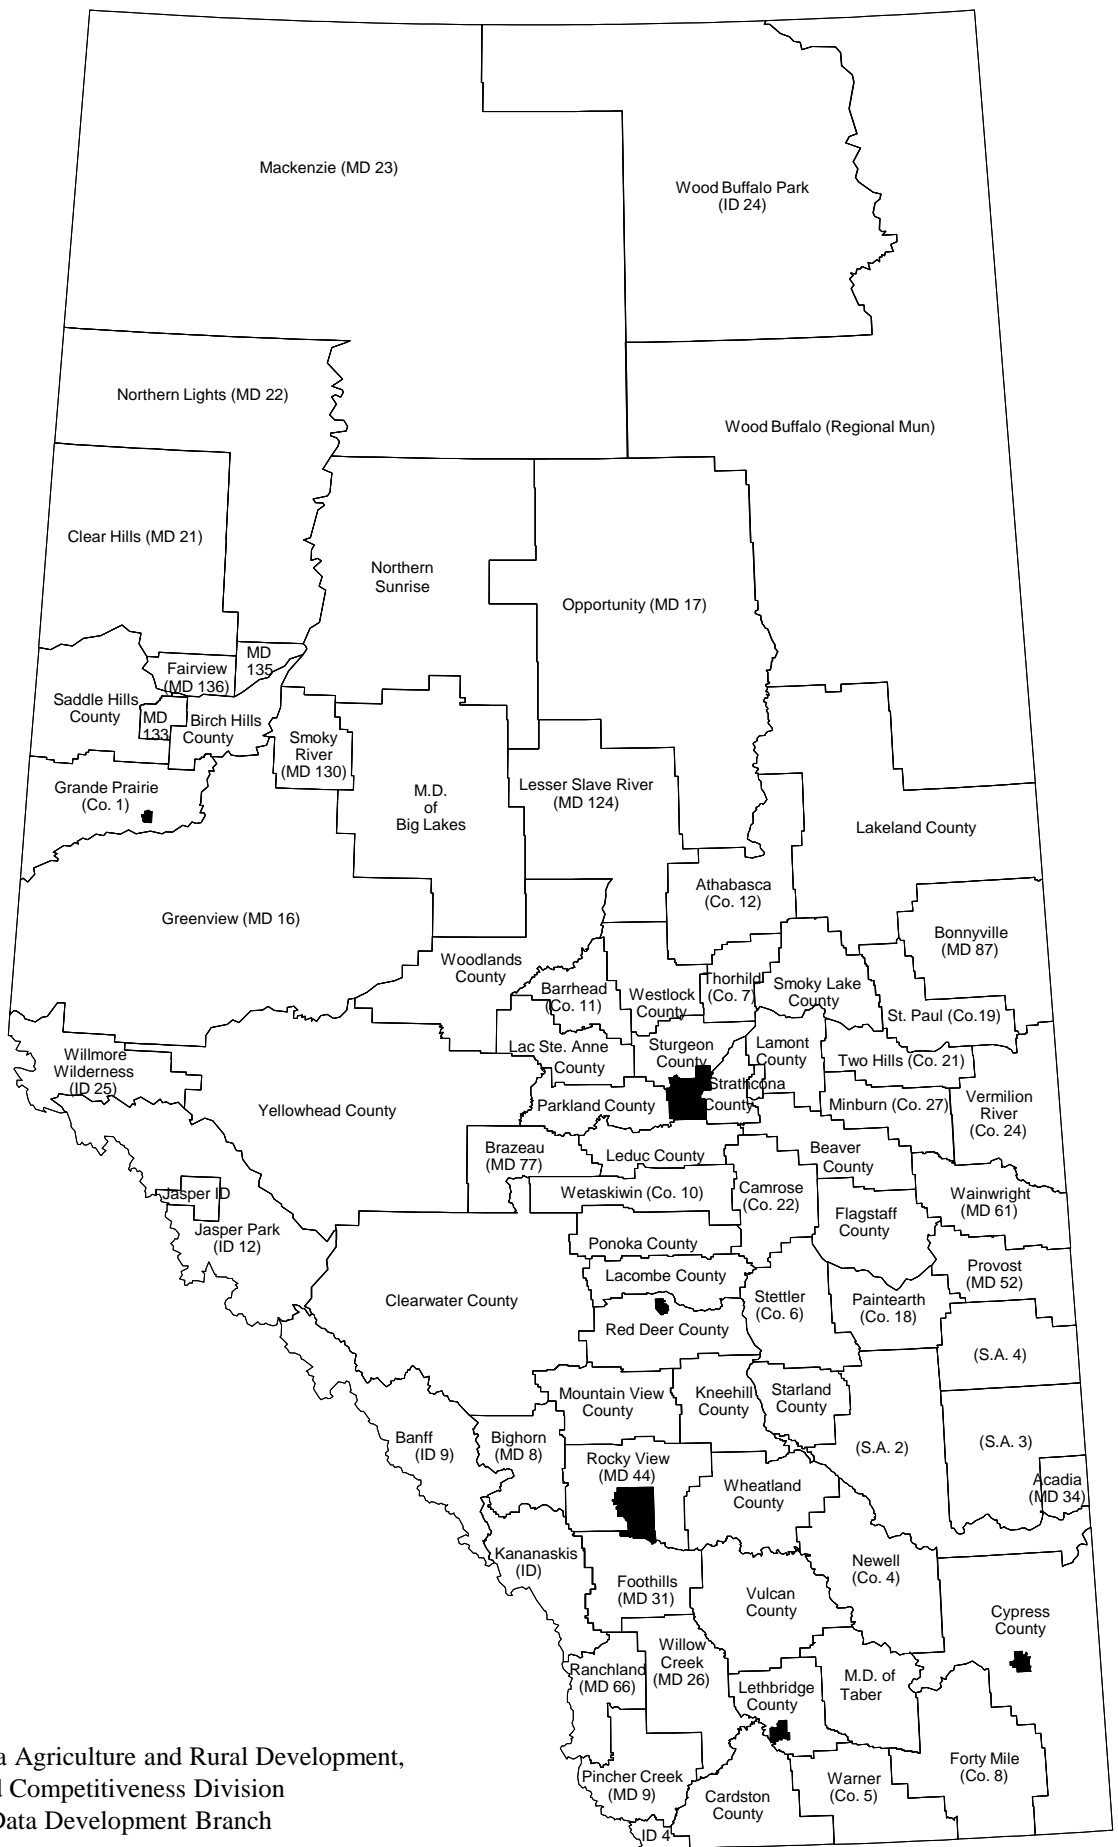 Mackenzie (MD 23)
Wood Buffalo Park
(ID 24)
Northern Lights (MD 22)
Wood Buffalo (Regional Mun)
Clear Hills (MD 21)
Northern
Sunrise
Opportunity (MD 17)
MD
135
Fairview
(MD 136)
Saddle Hills
County
MD
133
Birch Hills
County
Smoky
River
(MD 130)
Grande Prairie
(Co. 1)
M.D.
of
Big Lakes
Lesser Slave River
(MD 124)
Lakeland County
Athabasca
(Co. 12)
Greenview (MD 16)
Bonnyville
(MD 87)
Woodlands
County
Barrhead
(Co. 11)
Westlock
County
Thorhild
(Co. 7)
Smoky Lake
County
St. Paul (Co.19)
Willmore
Wilderness
(ID 25)
Lac Ste. Anne
County
Sturgeon
County
Lamont
County
Two Hills (Co. 21)
Yellowhead County
Parkland County
Strathcona
County
Minburn (Co. 27)
Vermilion
River
(Co. 24)
Brazeau
(MD 77)
Leduc County
Beaver
County
Jasper ID
Wetaskiwin (Co. 10)
Camrose
(Co. 22)
Wainwright
(MD 61)
Jasper Park
(ID 12)
Ponoka County
Flagstaff
County
Lacombe County
Provost
(MD 52)
Clearwater County
Stettler
(Co. 6)
Paintearth
(Co. 18)
Red Deer County
(S.A. 4)
Mountain View
County
Kneehill
County
Starland
County
Banff
(ID 9)
Bighorn
(MD 8)
(S.A. 2)
(S.A. 3)
Rocky View
(MD 44)
Wheatland
County
Acadia
(MD 34)
Kananaskis
(ID)
Foothills
(MD 31)
Vulcan
County
Newell
(Co. 4)
Cypress
County
Ranchland
(MD 66)
Willow
Creek
(MD 26)
Lethbridge
County
M.D. of
Taber
Pincher Creek
(MD 9)
Cardston
County
Warner
(Co. 5)
Forty Mile
(Co. 8)
ID 4
a Agriculture and Rural Development,
d Competitiveness Division
Data Development Branch